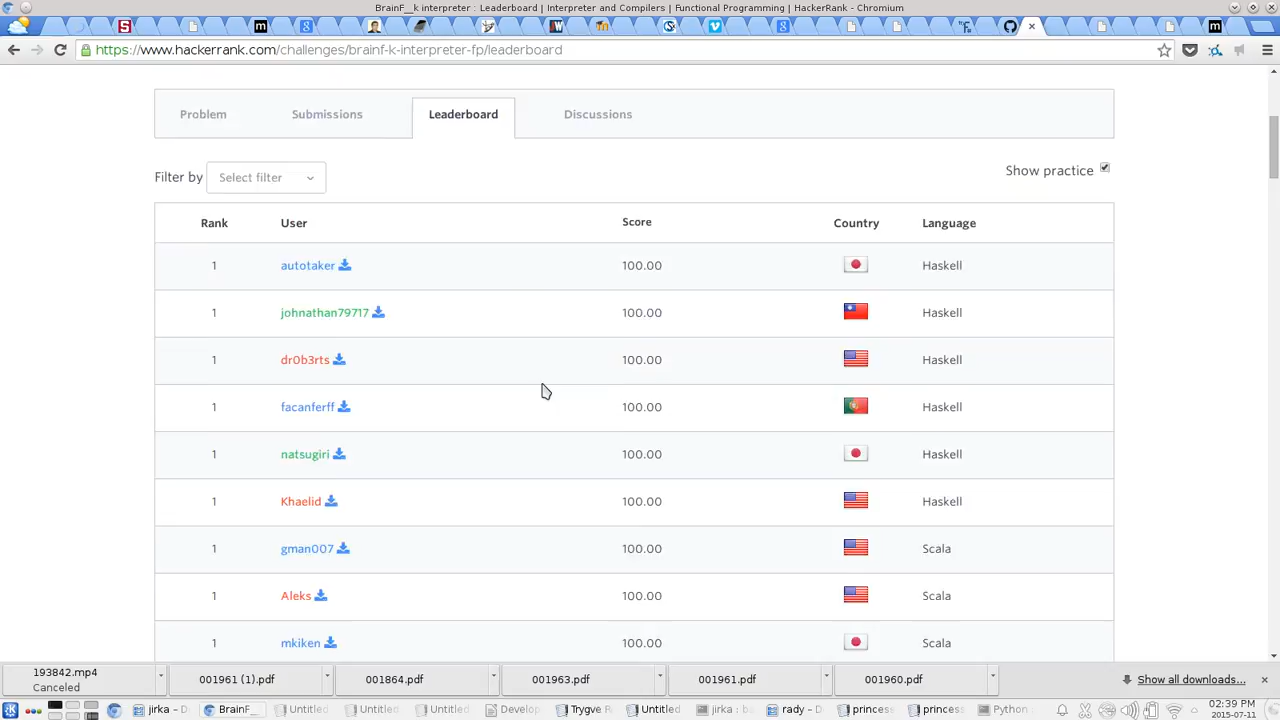 BrainF__k interpreter : Leaderboard | Interpreter and Compilers | Functional Programming | HackerRank - Chromium
https://www.hackerrank.com/challenges/brainf-k-interpreter-fp/leaderboard
Problem Submissions Leaderboard Discussions
Filter by Select filter Show practice
Rank User Score Country Language
1 autotaker 100.00 Haskell
1 johnathan79717 100.00 Haskell
1 dr0b3rts 100.00 Haskell
1 facanferff 100.00 Haskell
1 natsugiri 100.00 Haskell
1 Khaelid 100.00 Haskell
1 gman007 100.00 Scala
1 Aleks 100.00 Scala
1 mkiken 100.00 Scala
193842.mp4
Canceled
001961 (1).pdf 001864.pdf 001963.pdf 001961.pdf 001960.pdf Show all downloads...
jirka – D BrainF_ Untitled Untitled Untitled Develop Trygve R Untitled jirka : rady – D princes princes Python 02:39 PM
2015-07-11